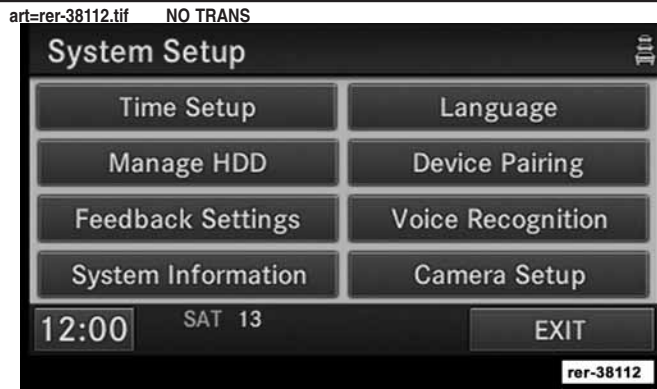 art=rer-38112.tif NO TRANS
System Setup
Time Setup Language
Manage HDD Device Pairing
Feedback Settings Voice Recognition
System Information Camera Setup
12:00 SAT 13 EXIT
rer-38112